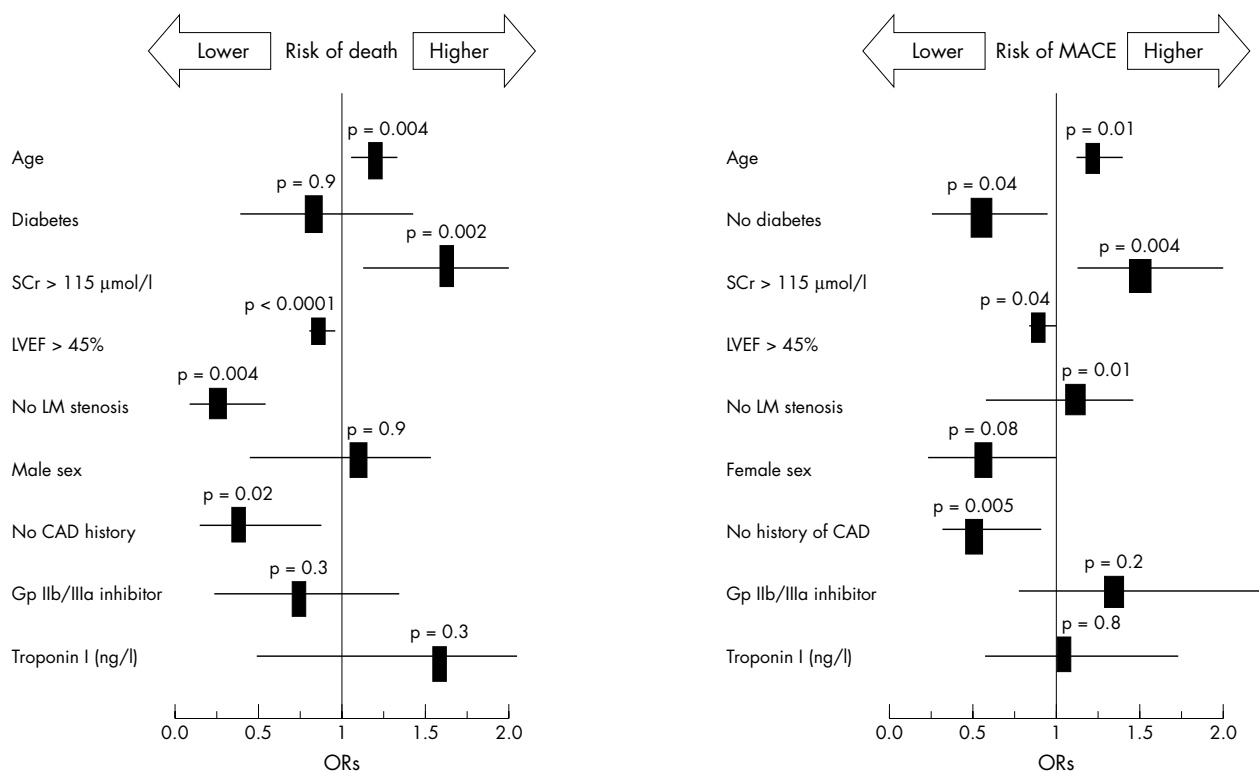 Lower Risk of death Higher
p = 0.004
Age
p = 0.9
Diabetes
p = 0.002
SCr > 115 μmol/l
p < 0.0001
LVEF > 45%
p = 0.004
No LM stenosis
p = 0.9
Male sex
p = 0.02
No CAD history
p = 0.3
Gp IIb/IIIa inhibitor
p = 0.3
Troponin I (ng/l)
0.0 0.5 1 1.5 2.0
ORs
Lower Risk of MACE Higher
p = 0.01
Age
p = 0.04
No diabetes
p = 0.004
SCr > 115 μmol/l
p = 0.04
LVEF > 45%
p = 0.01
No LM stenosis
p = 0.08
Female sex
p = 0.005
No history of CAD
p = 0.2
Gp IIb/IIIa inhibitor
p = 0.8
Troponin I (ng/l)
0.0 0.5 1 1.5 2.0
ORs